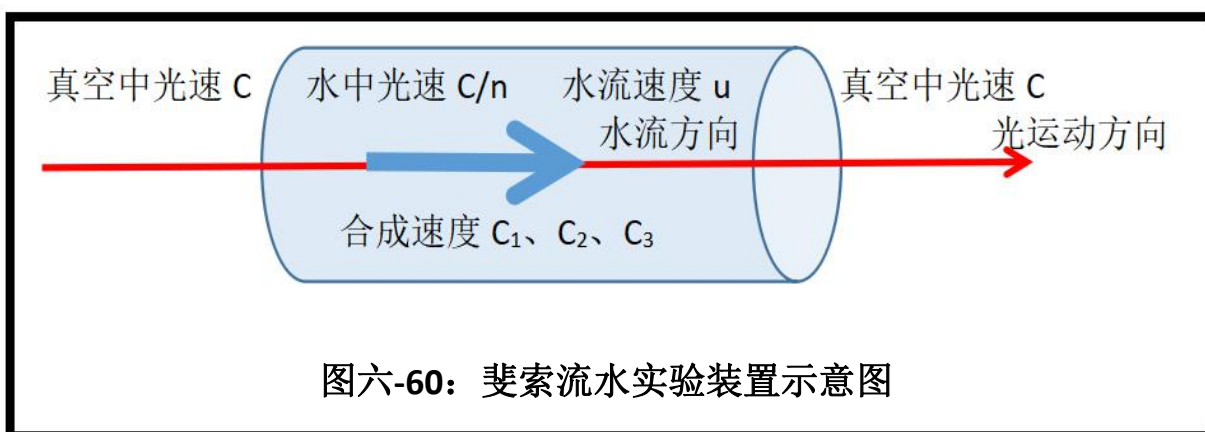 真空中光速 C
水中光速 C/n
水流速度 u
水流方向
真空中光速 C
光运动方向
合成速度 C₁、C₂、C₃
图六-60：斐索流水实验装置示意图